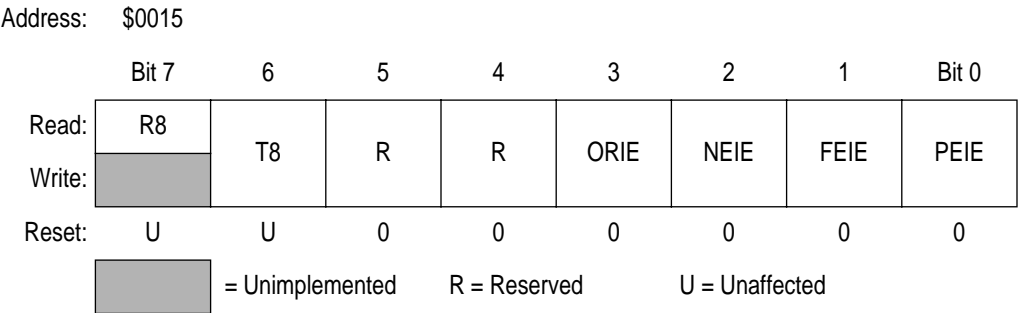 Address: $0015
Bit 7 6 5 4 3 2 1 Bit 0
Read: R8
T8 R R ORIE NEIE FEIE PEIE
Write:
Reset: U U 0 0 0 0 0 0
= Unimplemented R = Reserved U = Unaffected